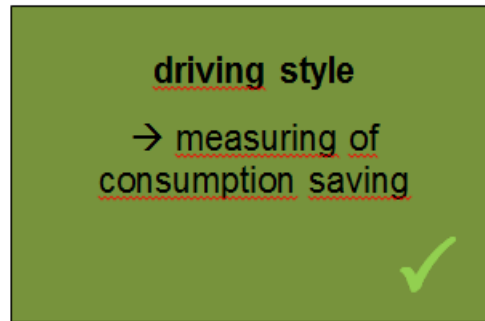 driving style
→ measuring of
consumption saving